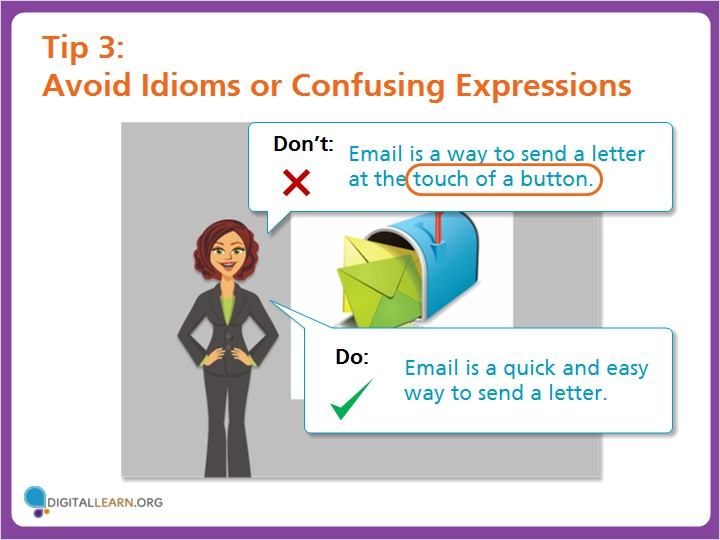 Tip 3:
Avoid Idioms or Confusing Expressions
Don’t:
Email is a way to send a letter
at the touch of a button.
Do:
Email is a quick and easy
way to send a letter.
DIGITALLEARN.ORG